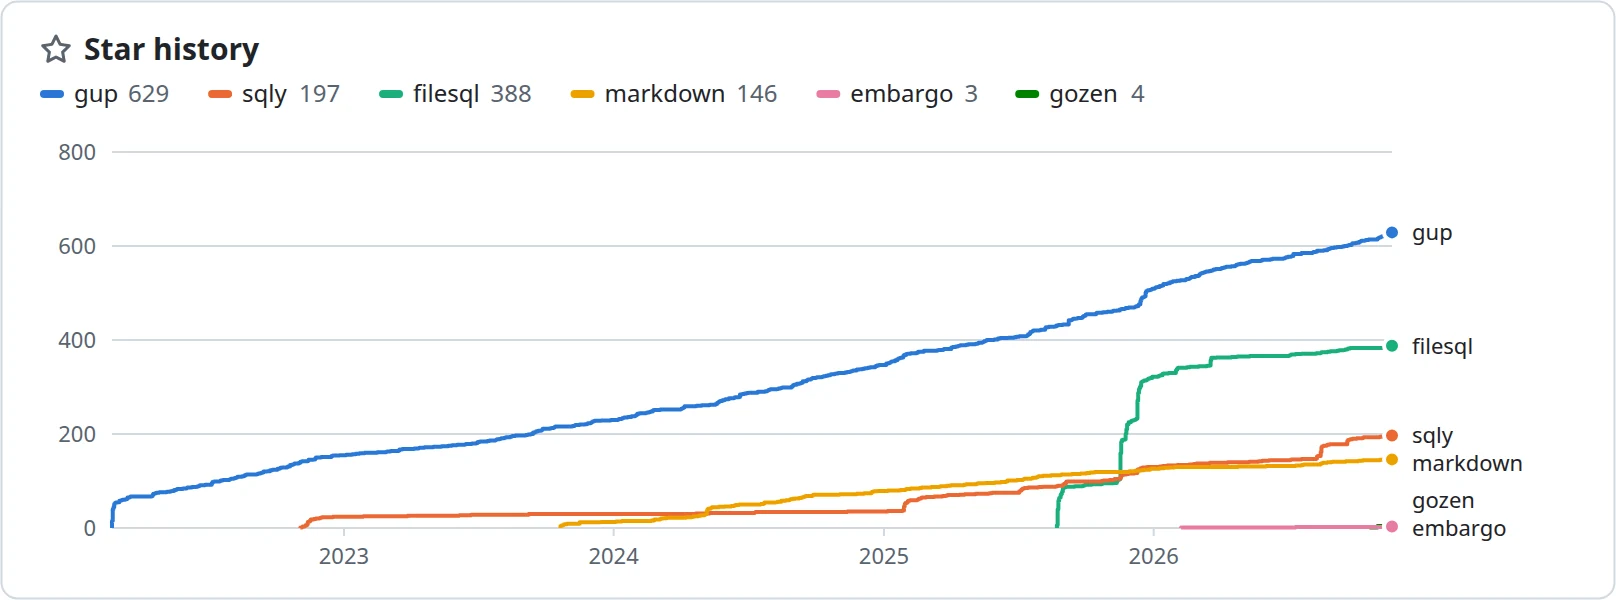 Star history
gup 629 sqly 197 filesql 388 markdown 146 embargo 3 gozen 4
800
600
400
200
0
gup
filesql
sqly
markdown
gozen
embargo
2023 2024 2025 2026